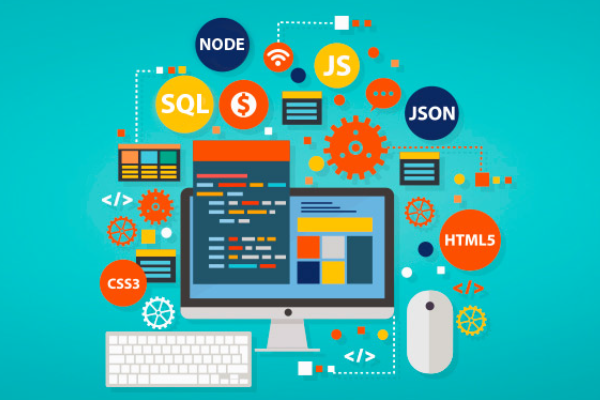 NODE
JS
SQL
$
JSON
</>
HTML5
CSS3
</>
</>